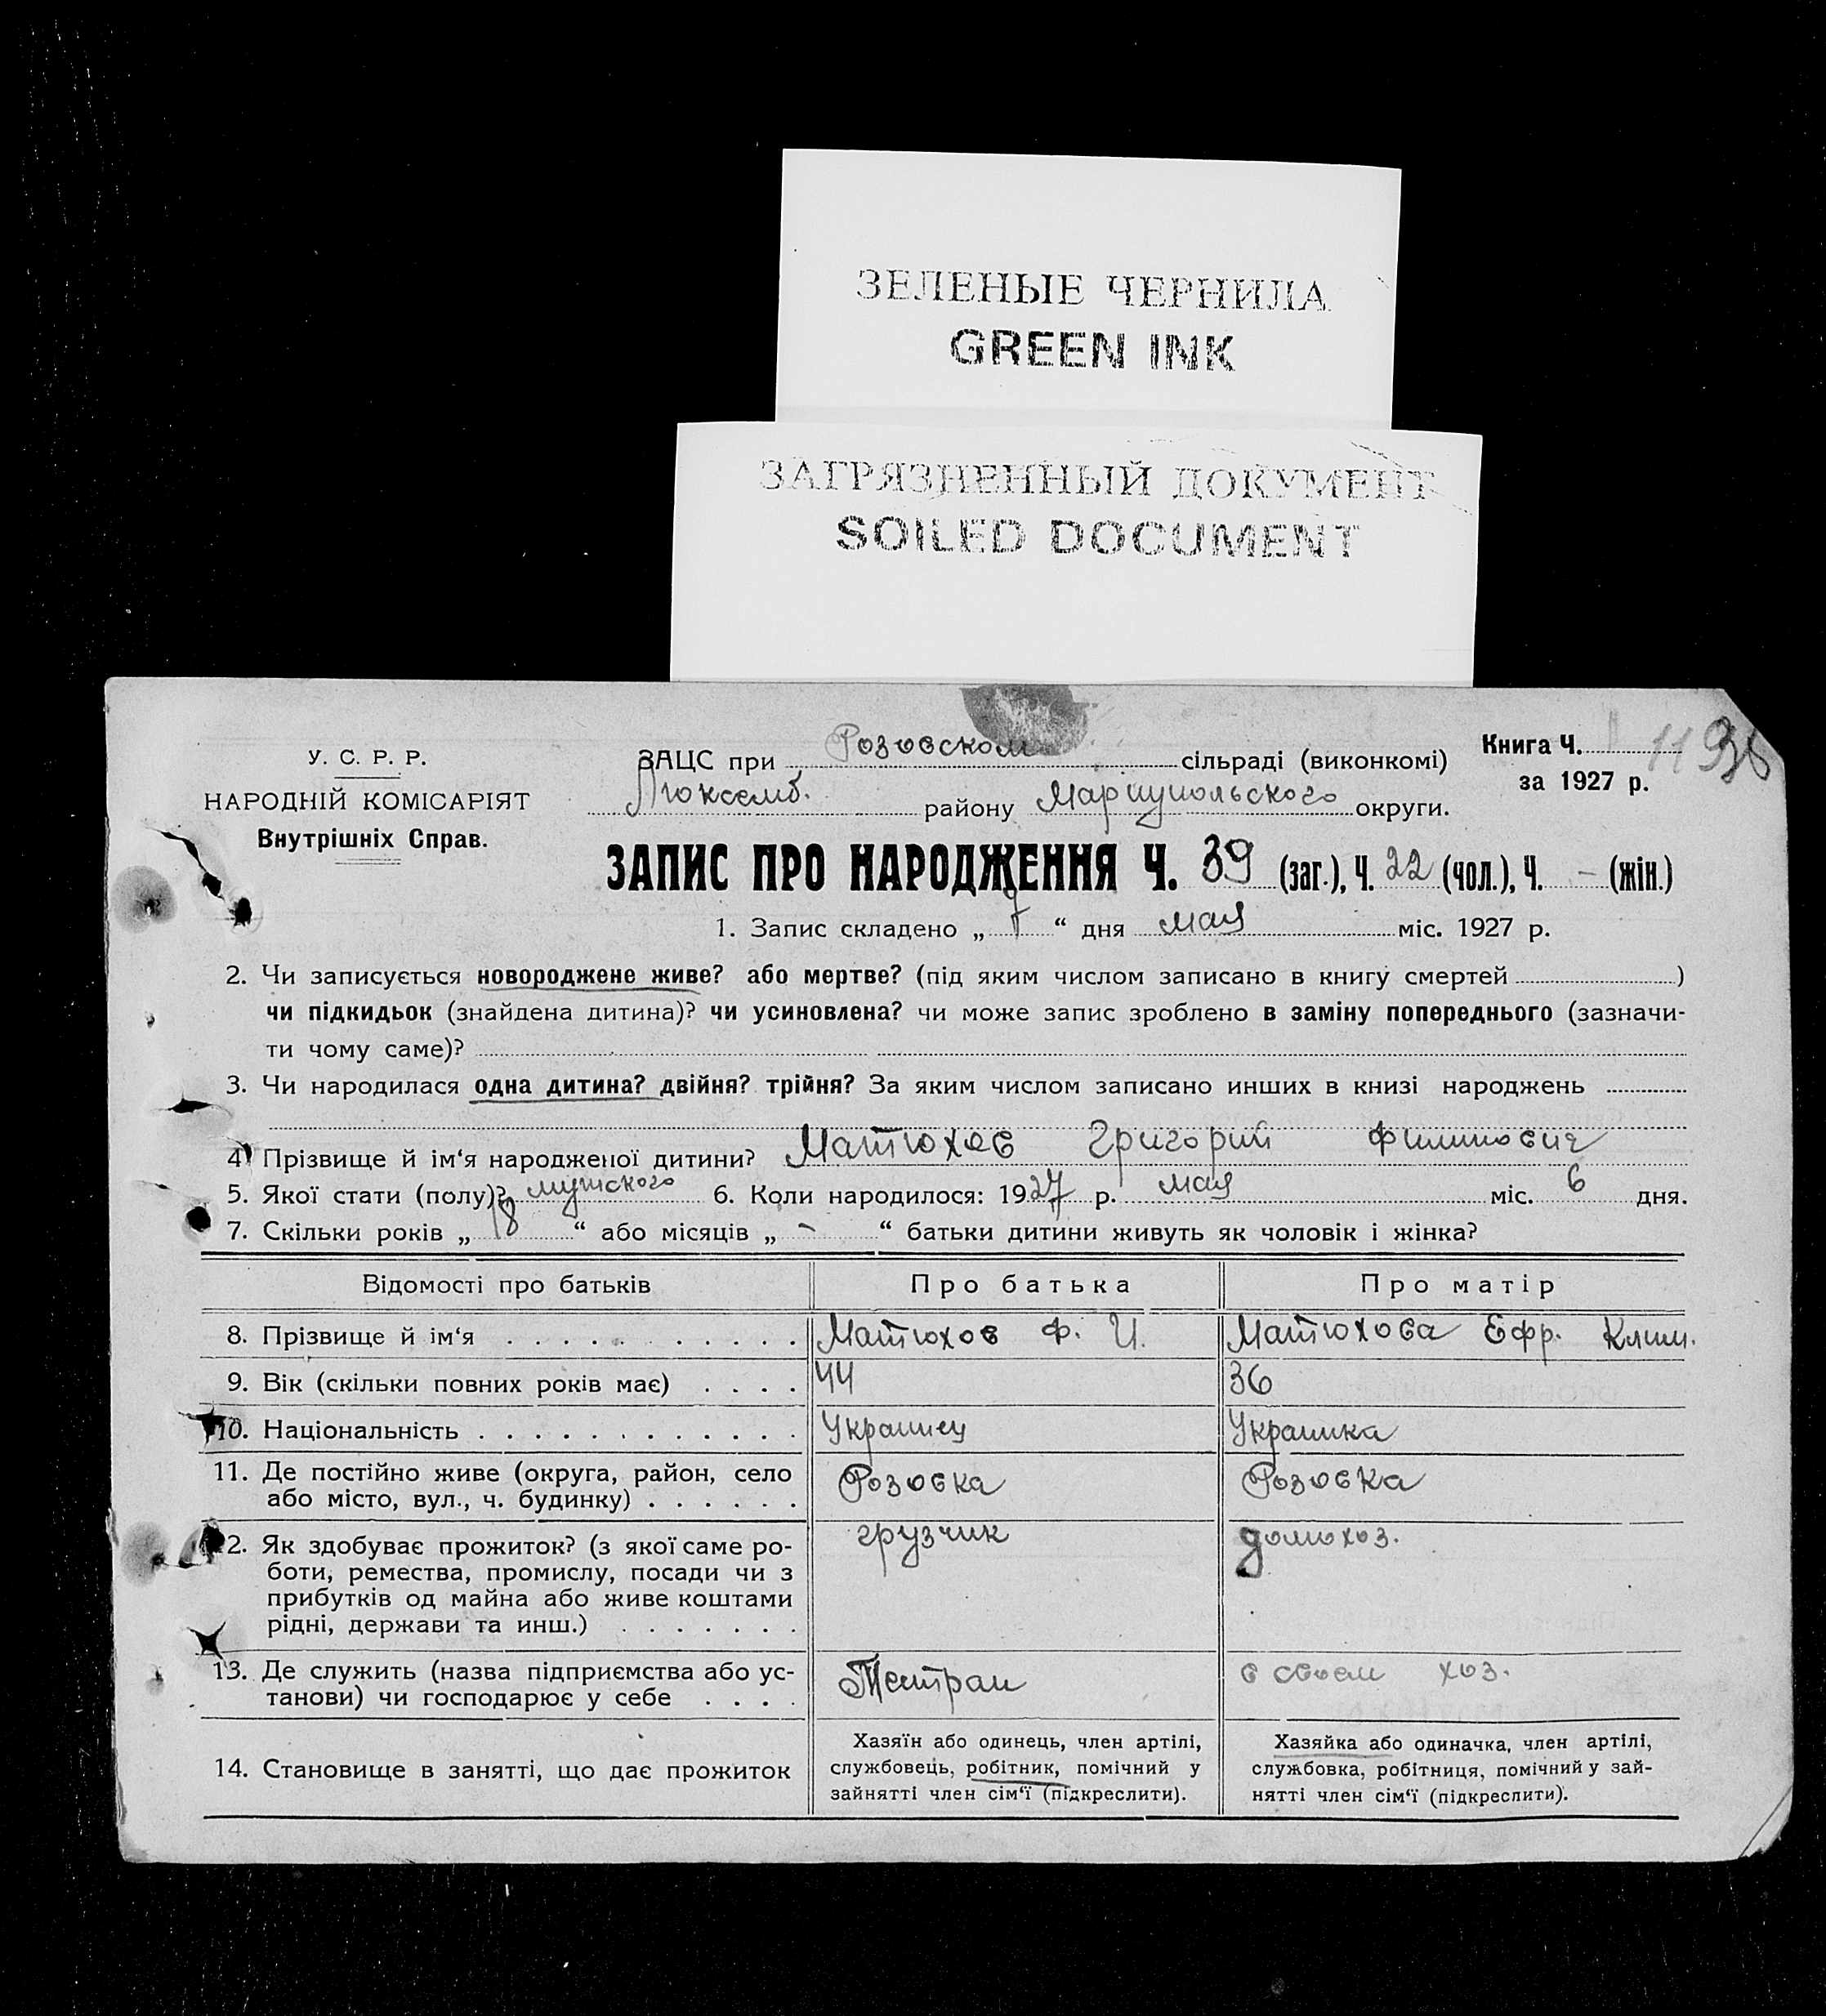 ЗЕЛЕНЫЕ ЧЕРНИЛА
GREEN INK
ЗАГРЯЗНЕННЫЙ ДОКУМЕНТ
SOILED DOCUMENT
У. С. Р. Р.
НАРОДНІЙ КОМІСАРІЯТ
Внутрішніх Справ.
ЗАЦС при Розовском сільраді (виконкомі)
Люксемб. району Мариупольского округи.
Книга Ч. 11
за 1927 р.
ЗАПИС ПРО НАРОДЖЕННЯ Ч. 39 (заг.), Ч. 22 (чол.), Ч. - (жін.)
1. Запис складено „ “ дня мая міс. 1927 р.
2. Чи записується новороджене живе? або мертве? (під яким числом записано в книгу смертей )
чи підкидьок (знайдена дитина)? чи усиновлена? чи може запис зроблено в заміну попереднього (зазначи-
ти чому саме)?
3. Чи народилася одна дитина? двійня? трійня? За яким числом записано инших в книзі народжень
4 Прізвище й ім‘я народженої дитини? Матюхов Григорий Филипович
5. Якої стати (полу)? мужского 6. Коли народилося: 1927 р. мая міс. 6 дня.
7. Скільки років „ 18 “ або місяців „ - “ батьки дитини живуть як чоловік і жінка?
Відомості про батьків Про батька Про матір
8. Прізвище й ім‘я Матюхов Ф. И. Матюхова Ефр. Клим.
9. Вік (скільки повних років має) 44 36
10. Національність Украинец Украинка
11. Де постійно живе (округа, район, село
або місто, вул., ч. будинку) Розовка Розовка
12. Як здобуває прожиток? (з якої саме ро-
боти, ремества, промислу, посади чи з
прибутків од майна або живе коштами
рідні, держави та инш.) грузчик домохоз.
13. Де служить (назва підприємства або ус-
танови) чи господарює у себе в своем хоз.
14. Становище в занятті, що дає прожиток
Хазяїн або одинець, член артілі,
службовець, робітник, помічний у
зайнятті член сім‘ї (підкреслити).
Хазяйка або одиначка, член артілі,
службовка, робітниця, помічний у зай-
нятті член сім‘ї (підкреслити).